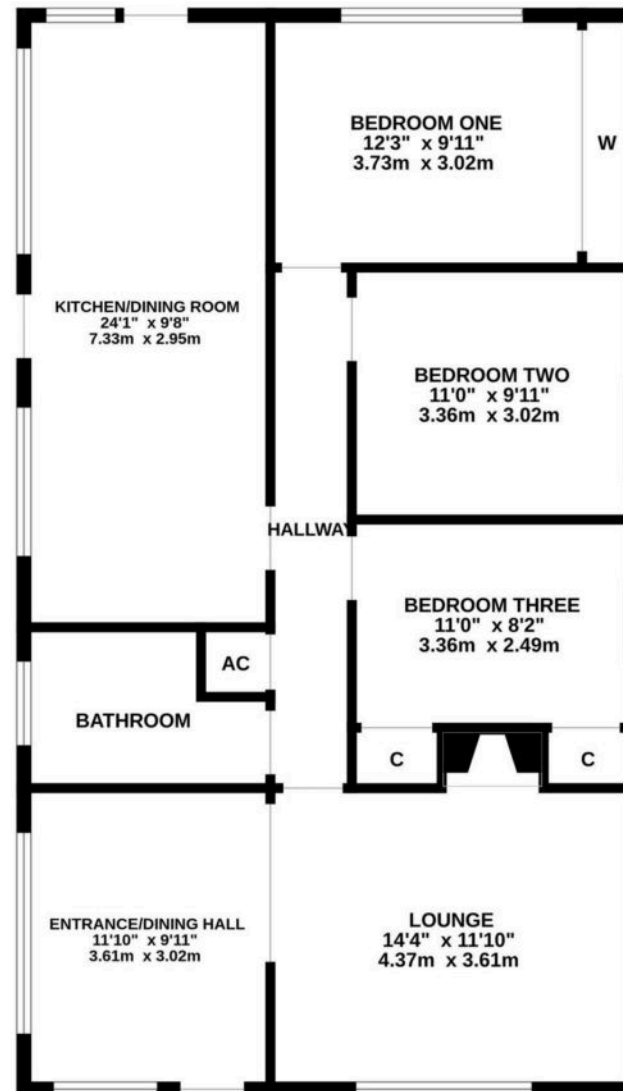 BEDROOM ONE
12'3" x 9'11"
3.73m x 3.02m
W
KITCHEN/DINING ROOM
24'1" x 9'8"
7.33m x 2.95m
BEDROOM TWO
11'0" x 9'11"
3.36m x 3.02m
HALLWAY
BEDROOM THREE
11'0" x 8'2"
3.36m x 2.49m
AC
BATHROOM
C
C
ENTRANCE/DINING HALL
11'10" x 9'11"
3.61m x 3.02m
LOUNGE
14'4" x 11'10"
4.37m x 3.61m